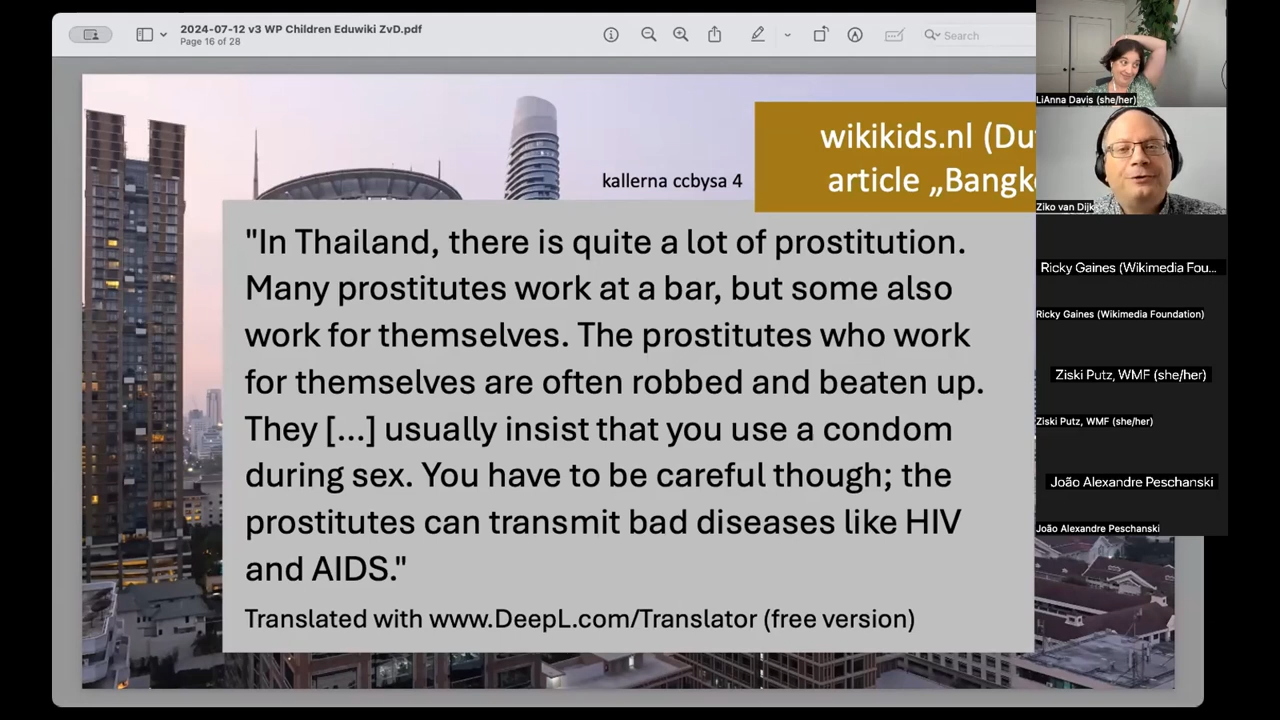 2024-07-12 v3 WP Children Eduwiki ZvD.pdf
Page 16 of 28
Search
LiAnna Davis (she/her)
wikikids.nl (Du
article „Bangk
kallerna ccbysa 4
Ziko van Dijk
"In Thailand, there is quite a lot of prostitution.
Many prostitutes work at a bar, but some also
work for themselves. The prostitutes who work
for themselves are often robbed and beaten up.
They [...] usually insist that you use a condom
during sex. You have to be careful though; the
prostitutes can transmit bad diseases like HIV
and AIDS."
Translated with www.DeepL.com/Translator (free version)
Ricky Gaines (Wikimedia Fou...
Ricky Gaines (Wikimedia Foundation)
Ziski Putz, WMF (she/her)
Ziski Putz, WMF (she/her)
João Alexandre Peschanski
João Alexandre Peschanski